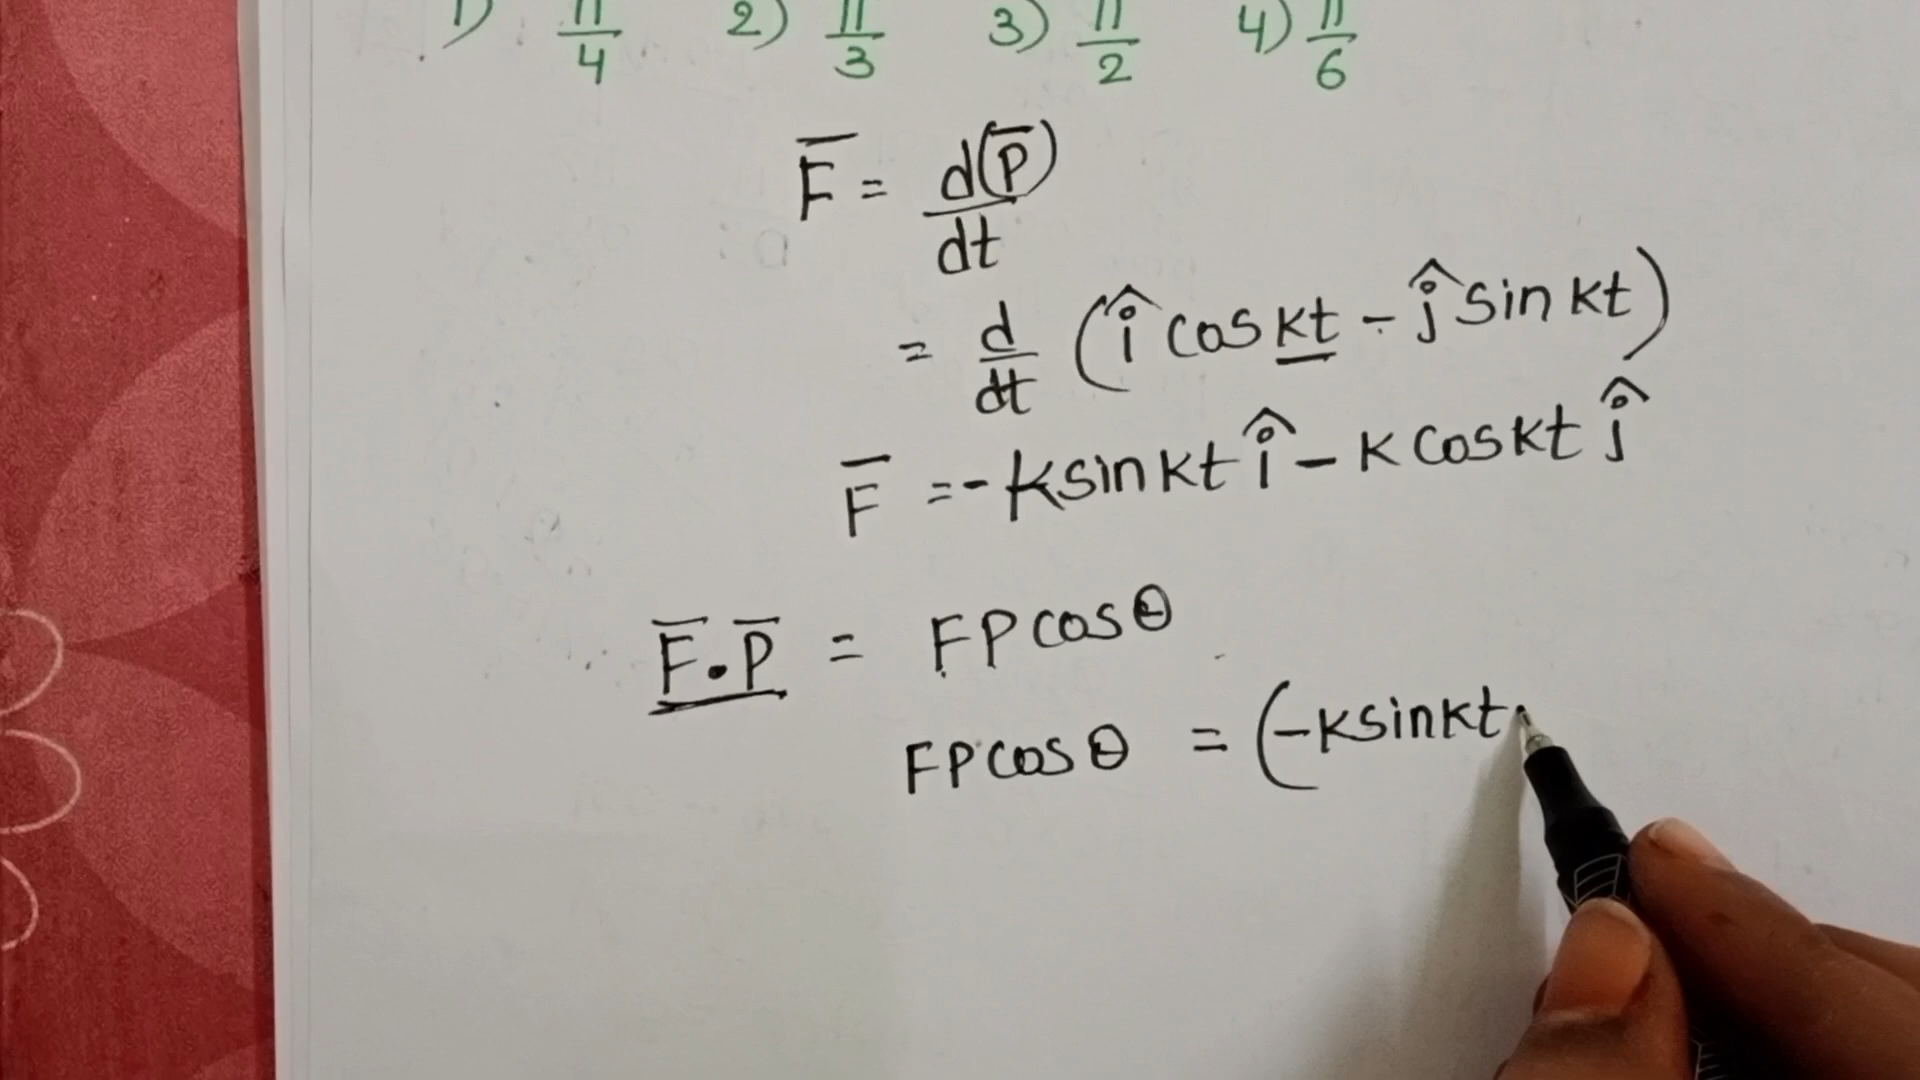 1) π/4 2) π/3 3) π/2 4) π/6
F̅ = d(P̅)/dt
= d/dt (î cos kt - ĵ sin kt)
F̅ = - k sin kt î - k cos kt ĵ
F̅ . P̅ = FP cos θ
FP cos θ = (-k sin kt